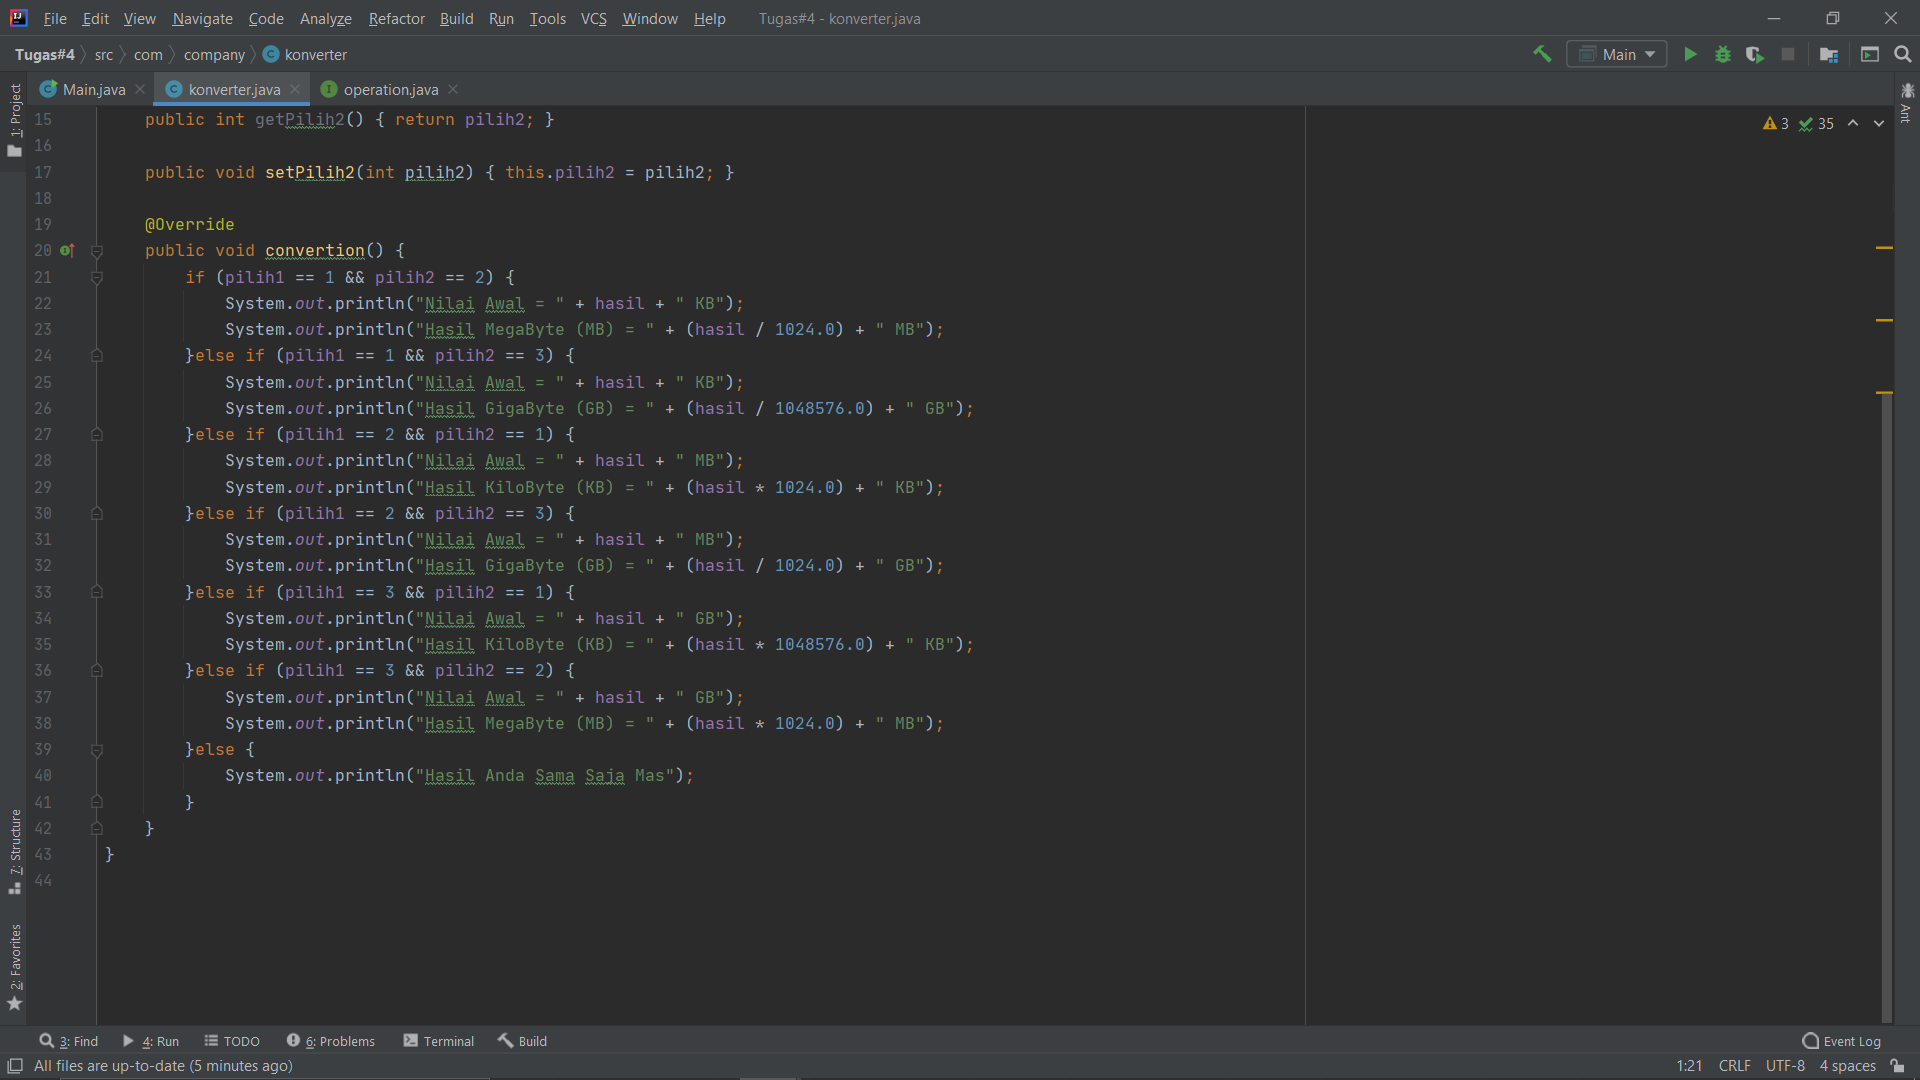 File Edit View Navigate Code Analyze Refactor Build Run Tools VCS Window Help Tugas#4 - konverter.java
Tugas#4 src com company konverter Main
Main.java konverter.java operation.java
1: Project
Ant
3 35
15 public int getPilih2() { return pilih2; }
16
17 public void setPilih2(int pilih2) { this.pilih2 = pilih2; }
18
19 @Override
20 public void convertion() {
21 if (pilih1 == 1 && pilih2 == 2) {
22 System.out.println("Nilai Awal = " + hasil + " KB");
23 System.out.println("Hasil MegaByte (MB) = " + (hasil / 1024.0) + " MB");
24 }else if (pilih1 == 1 && pilih2 == 3) {
25 System.out.println("Nilai Awal = " + hasil + " KB");
26 System.out.println("Hasil GigaByte (GB) = " + (hasil / 1048576.0) + " GB");
27 }else if (pilih1 == 2 && pilih2 == 1) {
28 System.out.println("Nilai Awal = " + hasil + " MB");
29 System.out.println("Hasil KiloByte (KB) = " + (hasil * 1024.0) + " KB");
30 }else if (pilih1 == 2 && pilih2 == 3) {
31 System.out.println("Nilai Awal = " + hasil + " MB");
32 System.out.println("Hasil GigaByte (GB) = " + (hasil / 1024.0) + " GB");
33 }else if (pilih1 == 3 && pilih2 == 1) {
34 System.out.println("Nilai Awal = " + hasil + " GB");
35 System.out.println("Hasil KiloByte (KB) = " + (hasil * 1048576.0) + " KB");
36 }else if (pilih1 == 3 && pilih2 == 2) {
37 System.out.println("Nilai Awal = " + hasil + " GB");
38 System.out.println("Hasil MegaByte (MB) = " + (hasil * 1024.0) + " MB");
39 }else {
40 System.out.println("Hasil Anda Sama Saja Mas");
41 }
42 }
43 }
44
7: Structure
2: Favorites
3: Find 4: Run TODO 6: Problems Terminal Build Event Log
All files are up-to-date (5 minutes ago) 1:21 CRLF UTF-8 4 spaces